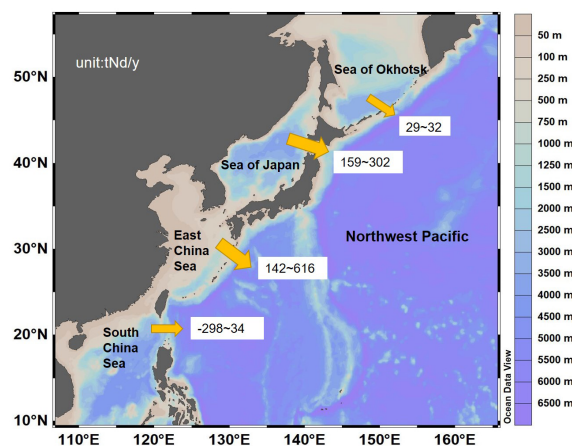 unit:tNd/y
50°N
40°N
30°N
20°N
10°N
110°E
120°E
130°E
140°E
150°E
160°E
Sea of Okhotsk
29~32
Sea of Japan
159~302
East
China
Sea
142~616
Northwest Pacific
South
China
Sea
-298~34
Ocean Data View
50 m
100 m
250 m
500 m
750 m
1000 m
1500 m
2000 m
2500 m
3000 m
3500 m
4000 m
4500 m
5000 m
5500 m
6000 m
6500 m